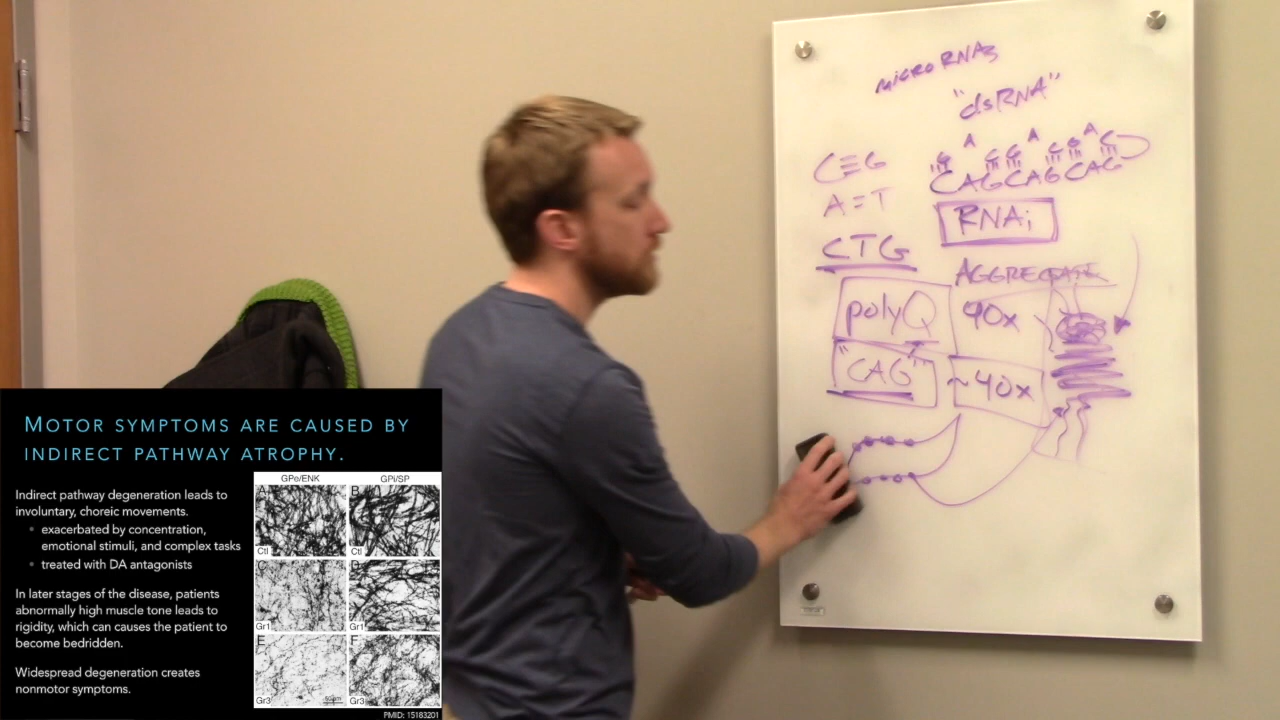 microRNAs
"dsRNA"
C≡G
G A G G A G G A G
CAGCAGCAG
A=T
RNAi
CTG
AGGREGATE
polyQ 40x
"CAG" ~40x
MOTOR SYMPTOMS ARE CAUSED BY
INDIRECT PATHWAY ATROPHY.
Indirect pathway degeneration leads to
involuntary, choreic movements.
• exacerbated by concentration,
emotional stimuli, and complex tasks
• treated with DA antagonists
In later stages of the disease, patients
abnormally high muscle tone leads to
rigidity, which can causes the patient to
become bedridden.
Widespread degeneration creates
nonmotor symptoms.
GPe/ENK GPi/SP
A B
Ctl Ctl
C D
Gr1 Gr1
E F
Gr3 Gr3
PMID: 15183201